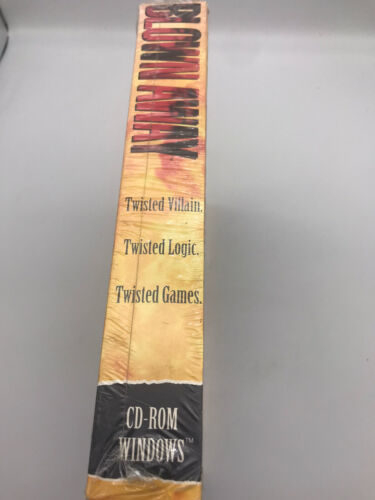 BLOWN AWAY
Twisted Villain.
Twisted Logic.
Twisted Games.
CD-ROM
WINDOWS™